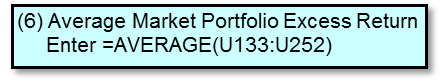 (6) Average Market Portfolio Excess Return
Enter =AVERAGE(U133:U252)